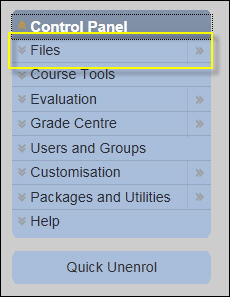 Control Panel
Files
Course Tools
Evaluation
Grade Centre
Users and Groups
Customisation
Packages and Utilities
Help
Quick Unenrol